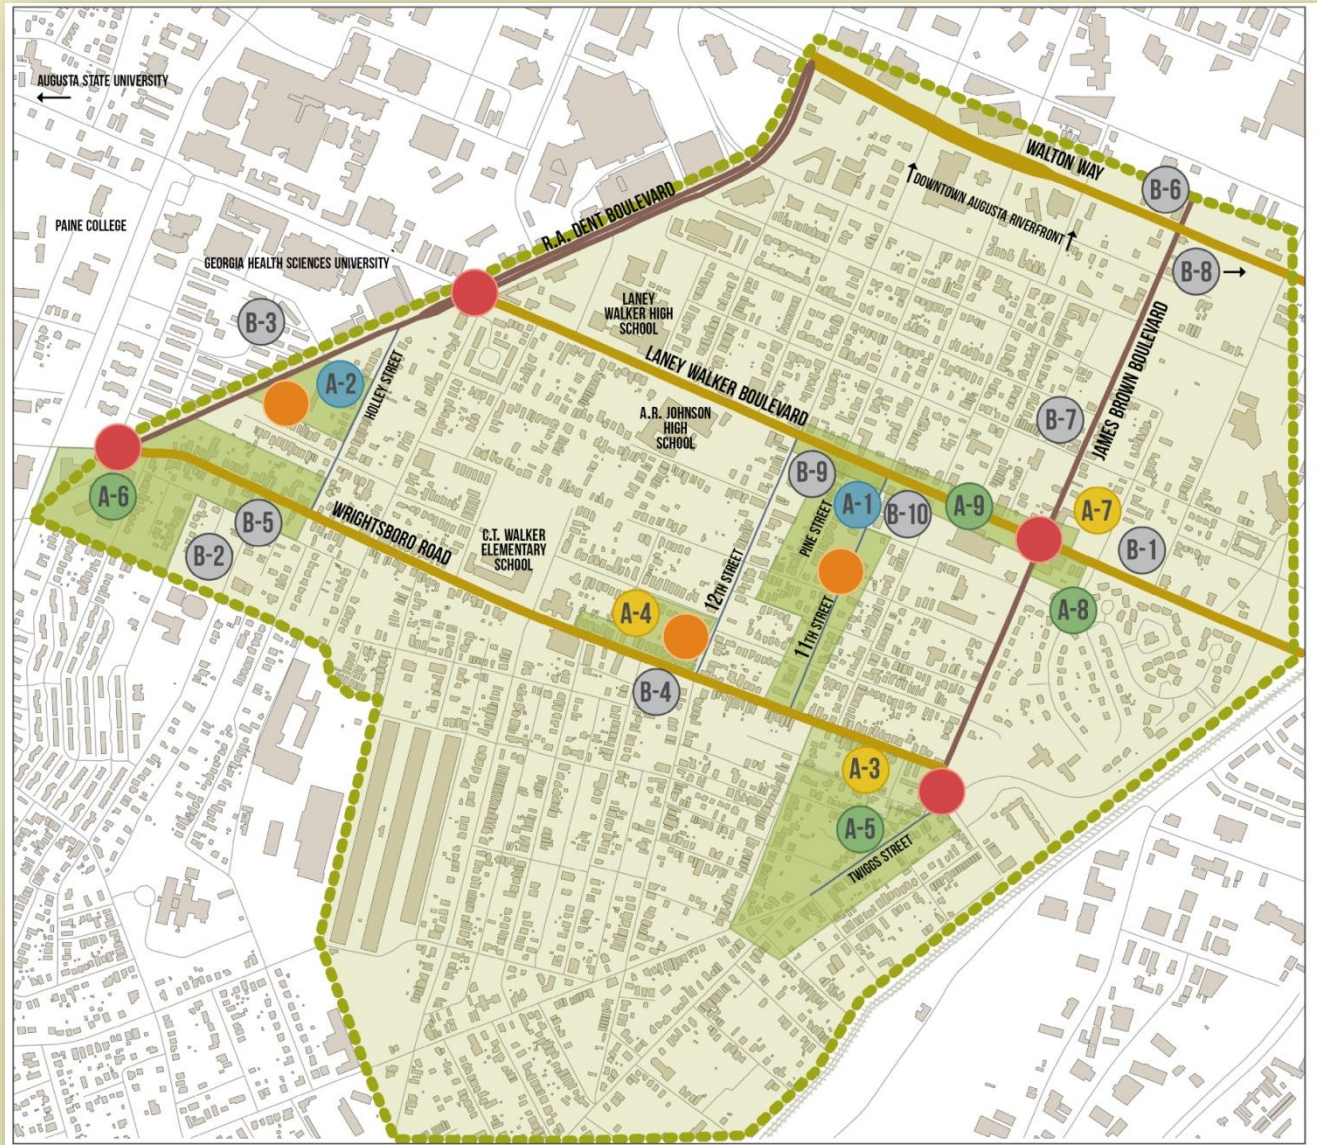 AUGUSTA STATE UNIVERSITY
←
PAINE COLLEGE
GEORGIA HEALTH SCIENCES UNIVERSITY
R.A. DENT BOULEVARD
WALTON WAY
↑DOWNTOWN AUGUSTA RIVERFRONT↑
B-6
B-8 →
B-3
LANEY
WALKER HIGH
SCHOOL
LANEY WALKER BOULEVARD
JAMES BROWN BOULEVARD
A-2
HOLLEY STREET
A.R. JOHNSON
HIGH
SCHOOL
B-7
B-9
A-1
B-10
A-9
A-7
A-6
B-5
B-2
WRIGHTSBORO ROAD
C.T. WALKER
ELEMENTARY
SCHOOL
PINE STREET
B-1
12TH STREET
11TH STREET
A-4
A-8
B-4
A-3
A-5
TWIGGS STREET